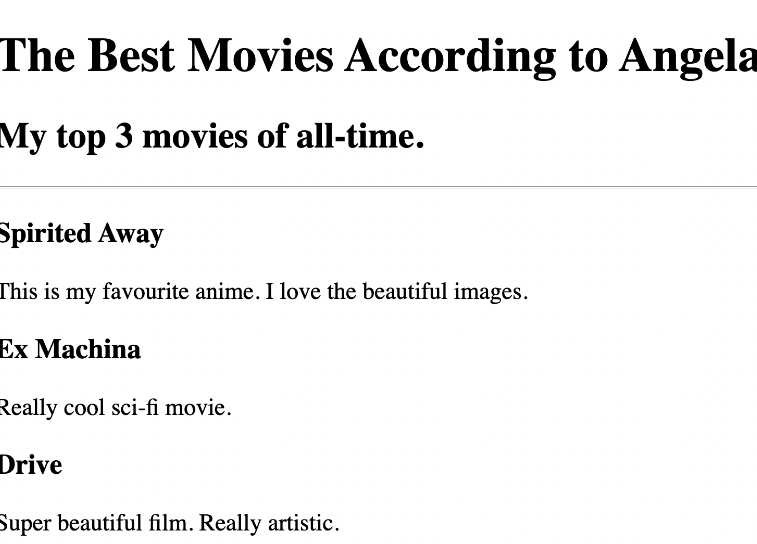 The Best Movies According to Angela
My top 3 movies of all-time.
Spirited Away
This is my favourite anime. I love the beautiful images.
Ex Machina
Really cool sci-fi movie.
Drive
Super beautiful film. Really artistic.